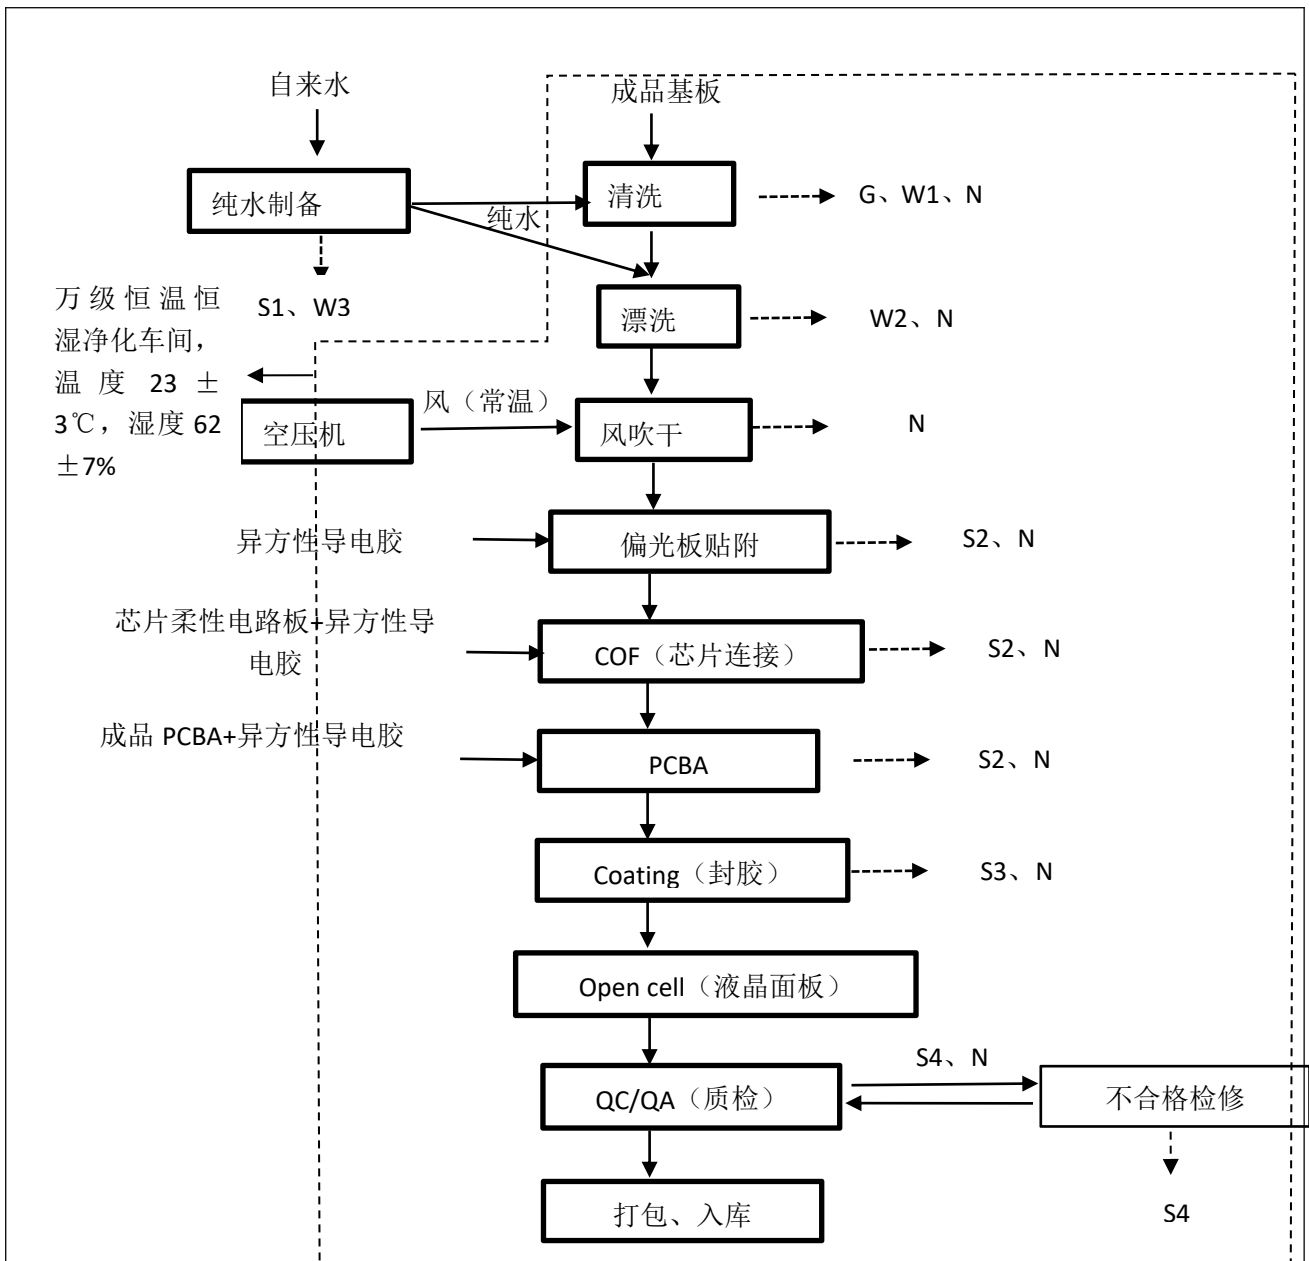 自来水
成品基板
纯水制备
清洗
G、W1、N
纯水
万级恒温恒
湿净化车间，
温度 23 ±
3℃，湿度 62
±7%
S1、W3
漂洗
W2、N
空压机
风（常温）
风吹干
N
异方性导电胶
偏光板贴附
S2、N
芯片柔性电路板+异方性导
电胶
COF（芯片连接）
S2、N
成品 PCBA+异方性导电胶
PCBA
S2、N
Coating（封胶）
S3、N
Open cell（液晶面板）
QC/QA（质检）
S4、N
不合格检修
打包、入库
S4